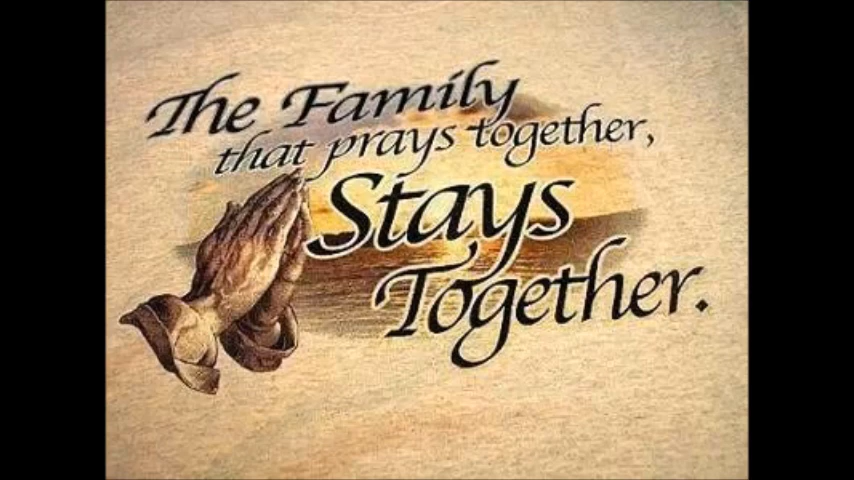 The Family
that prays together,
Stays
Together.